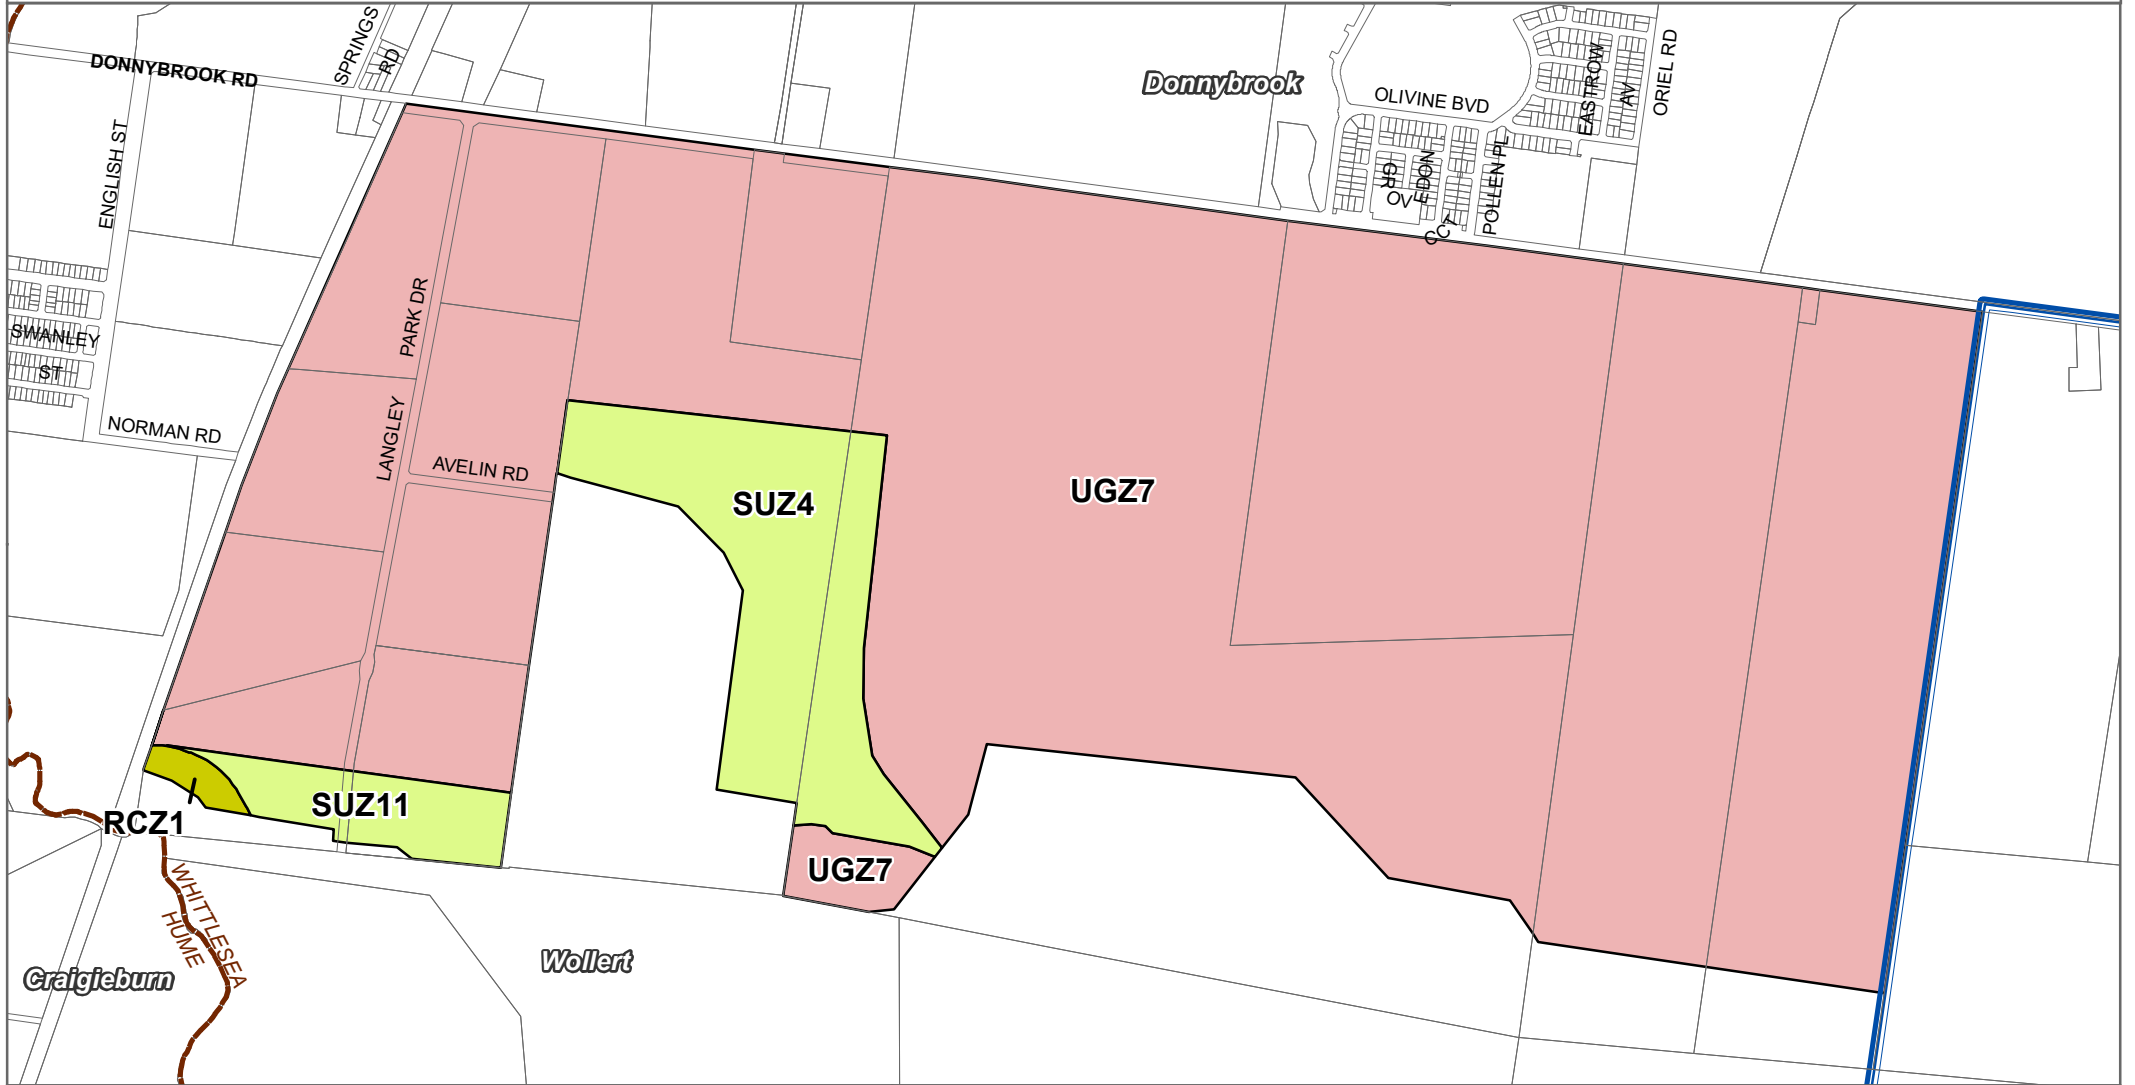 SPRINGS
RD
DONNYBROOK RD
Donnybrook
OLIVINE BVD
EASTROW
AV
ORIEL RD
ENGLISH ST
GR
OV
EDON
CCT
POLLEN PL
PARK DR
LANGLEY
SWANLEY
ST
NORMAN RD
AVELIN RD
SUZ4
UGZ7
SUZ11
RCZ1
UGZ7
WHITTLESEA
HUME
Wollert
Craigieburn